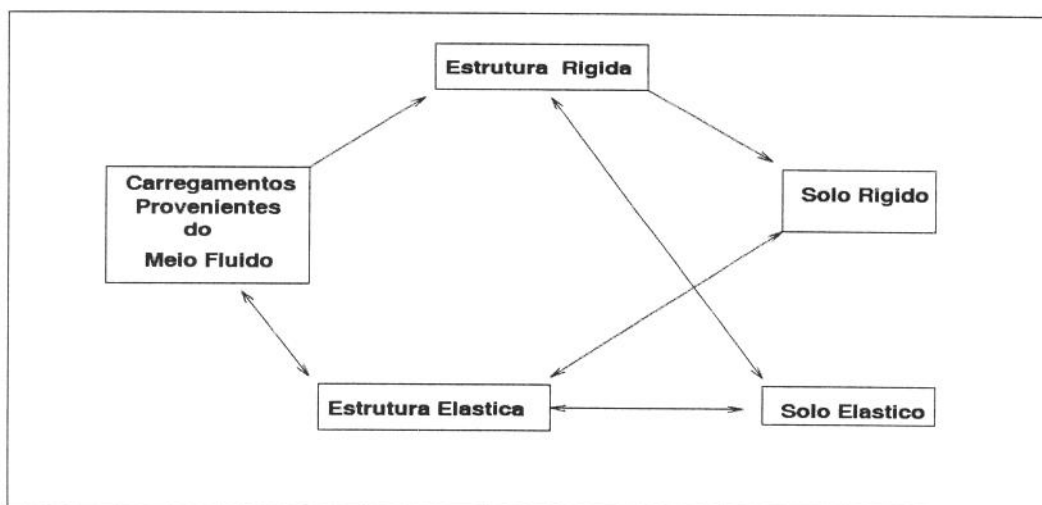 Estrutura Rigida
Carregamentos
Provenientes
do
Meio Fluido
Solo Rigido
Estrutura Elastica
Solo Elastico